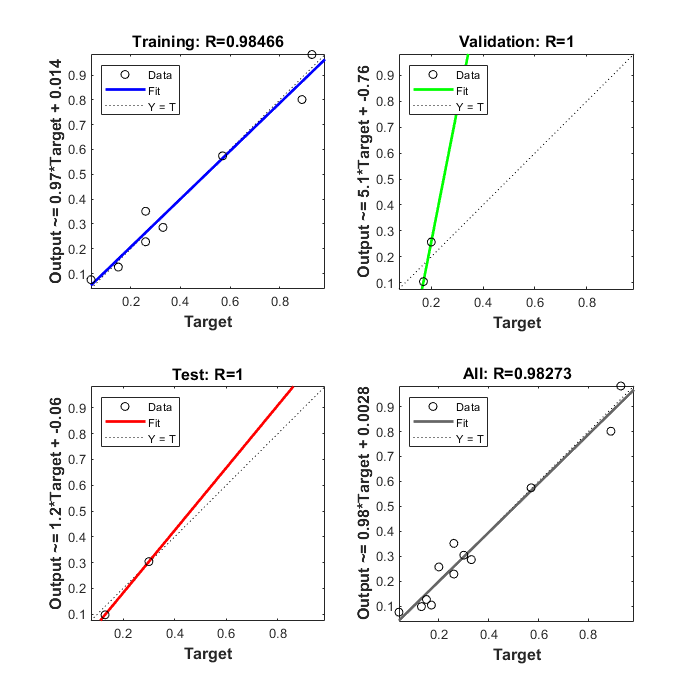 Training: R=0.98466
Output ~= 0.97*Target + 0.014
0.9
0.8
0.7
0.6
0.5
0.4
0.3
0.2
0.1
Data
Fit
Y = T
0.2 0.4 0.6 0.8
Target
Validation: R=1
Output ~= 5.1*Target + -0.76
0.9
0.8
0.7
0.6
0.5
0.4
0.3
0.2
0.1
Data
Fit
Y = T
0.2 0.4 0.6 0.8
Target
Test: R=1
Output ~= 1.2*Target + -0.06
0.9
0.8
0.7
0.6
0.5
0.4
0.3
0.2
0.1
Data
Fit
Y = T
0.2 0.4 0.6 0.8
Target
All: R=0.98273
Output ~= 0.98*Target + 0.0028
0.9
0.8
0.7
0.6
0.5
0.4
0.3
0.2
0.1
Data
Fit
Y = T
0.2 0.4 0.6 0.8
Target